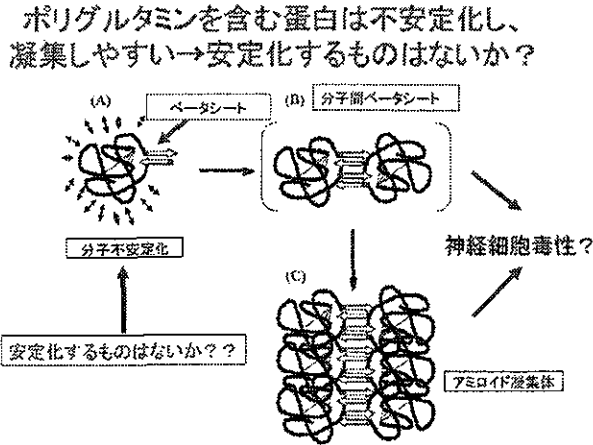 ポリグルタミンを含む蛋白は不安定化し、
凝集しやすい→安定化するものはないか？
(A)
ベータシート
(B)
分子間ベータシート
分子不安定化
神経細胞毒性？
(C)
安定化するものはないか？？
アミロイド凝集体